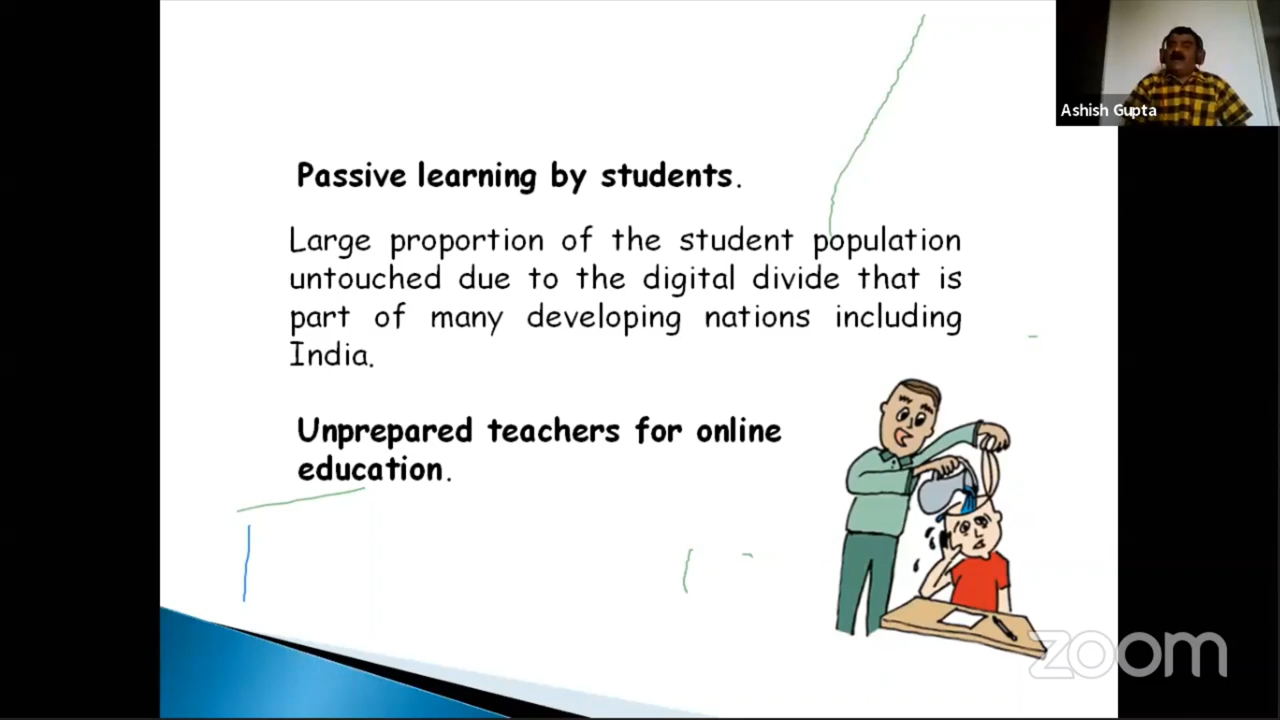 Ashish Gupta
Passive learning by students.
Large proportion of the student population
untouched due to the digital divide that is
part of many developing nations including
India.
Unprepared teachers for online
education.
zoom